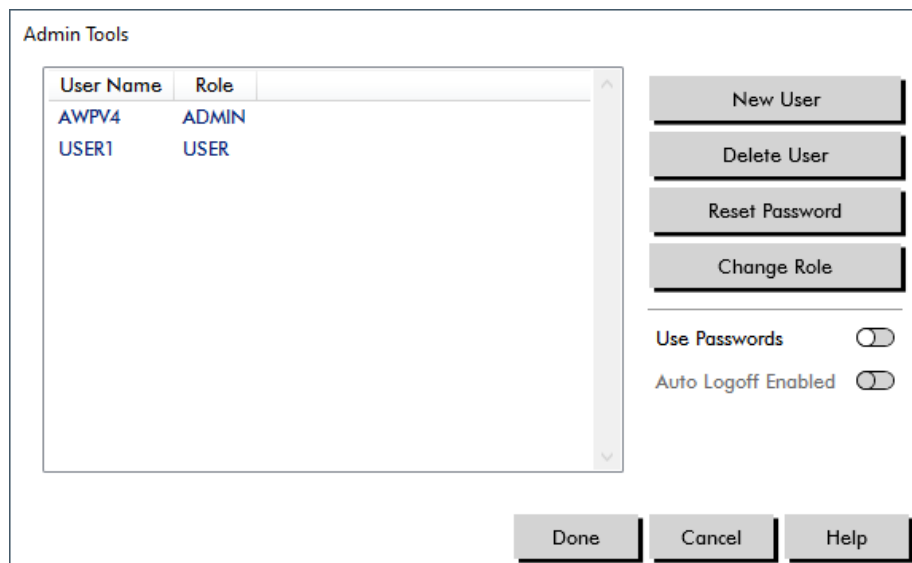 Admin Tools
User Name Role
AWPV4 ADMIN
USER1 USER
New User
Delete User
Reset Password
Change Role
Use Passwords
Auto Logoff Enabled
Done Cancel Help